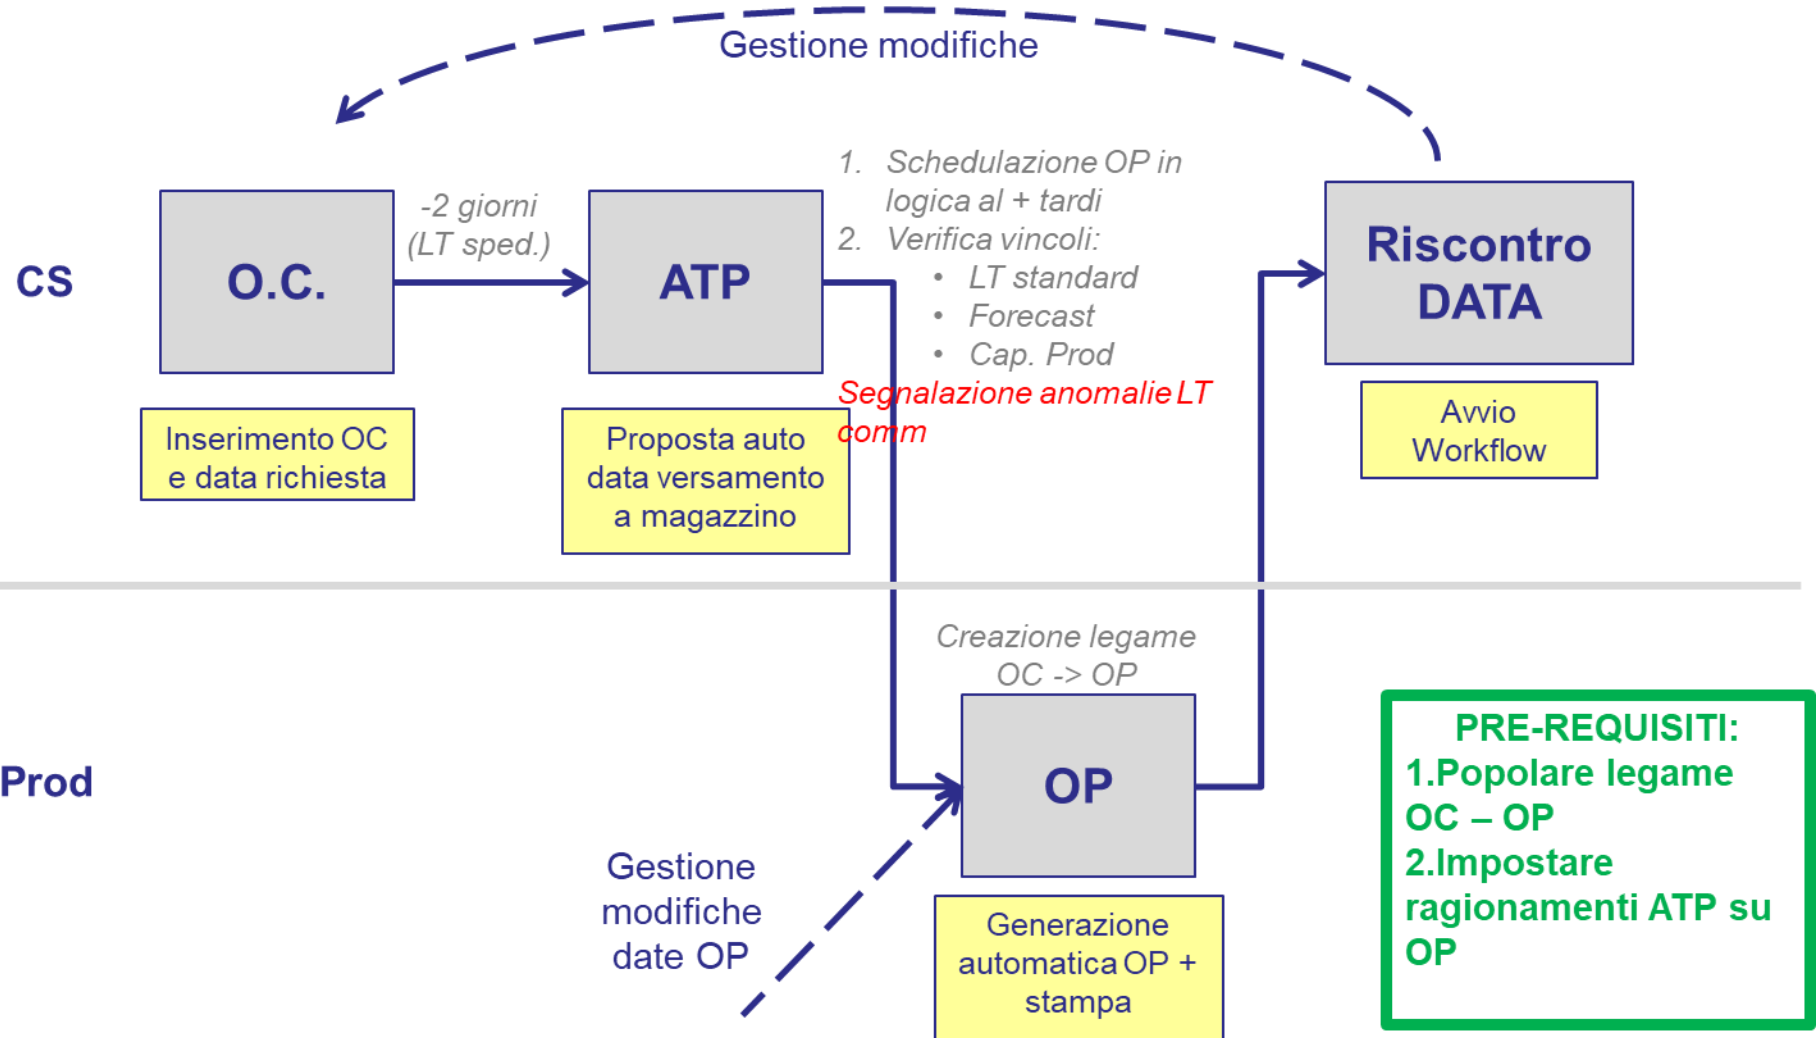 Gestione modifiche
CS
O.C.
-2 giorni
(LT sped.)
ATP
1. Schedulazione OP in
logica al + tardi
2. Verifica vincoli:
• LT standard
• Forecast
• Cap. Prod
Segnalazione anomalie LT
comm
Riscontro
DATA
Inserimento OC
e data richiesta
Proposta auto
data versamento
a magazzino
Avvio
Workflow
Prod
Creazione legame
OC -> OP
OP
Gestione
modifiche
date OP
Generazione
automatica OP +
stampa
PRE-REQUISITI:
1.Popolare legame
OC – OP
2.Impostare
ragionamenti ATP su
OP